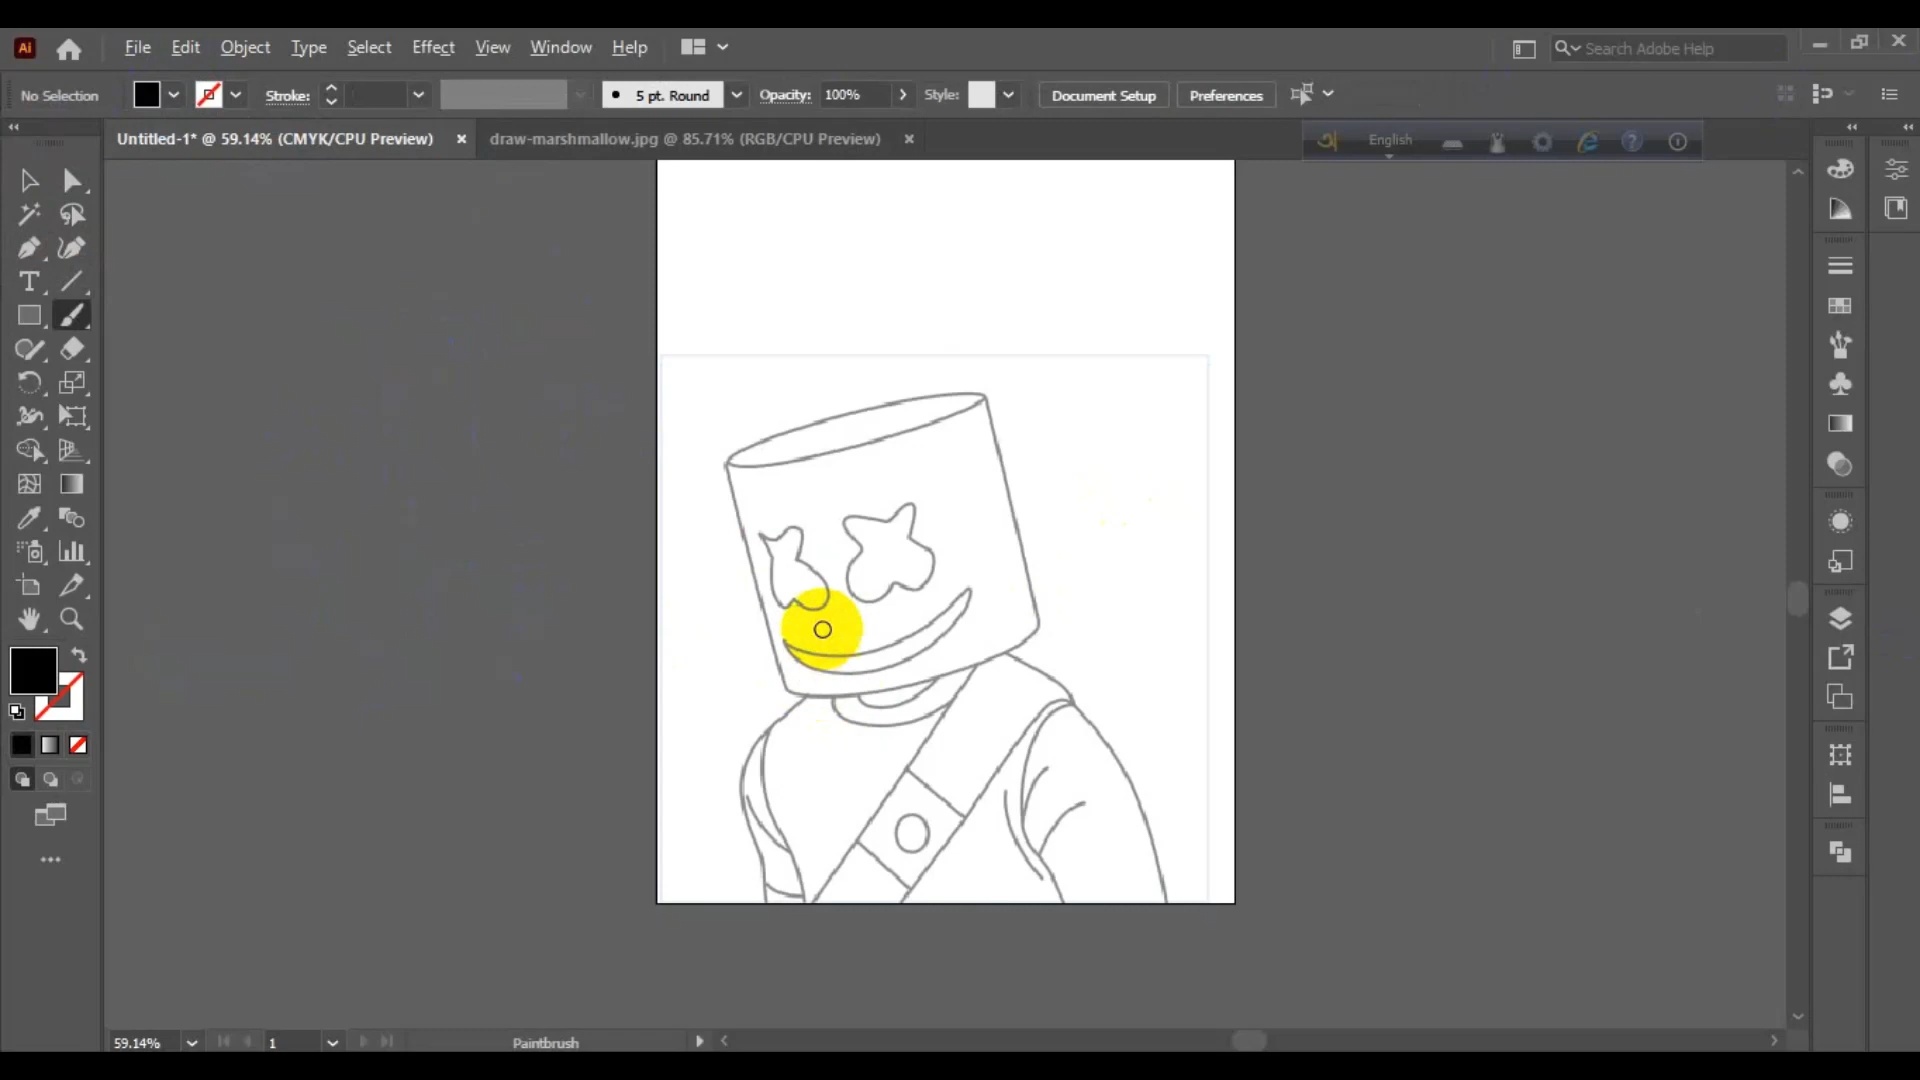 Ai File Edit Object Type Select Effect View Window Help Search Adobe Help
No Selection Stroke: 5 pt. Round Opacity: 100% Style: Document Setup Preferences
Untitled-1* @ 59.14% (CMYK/CPU Preview) × draw-marshmallow.jpg @ 85.71% (RGB/CPU Preview) × English
59.14% 1 Paintbrush